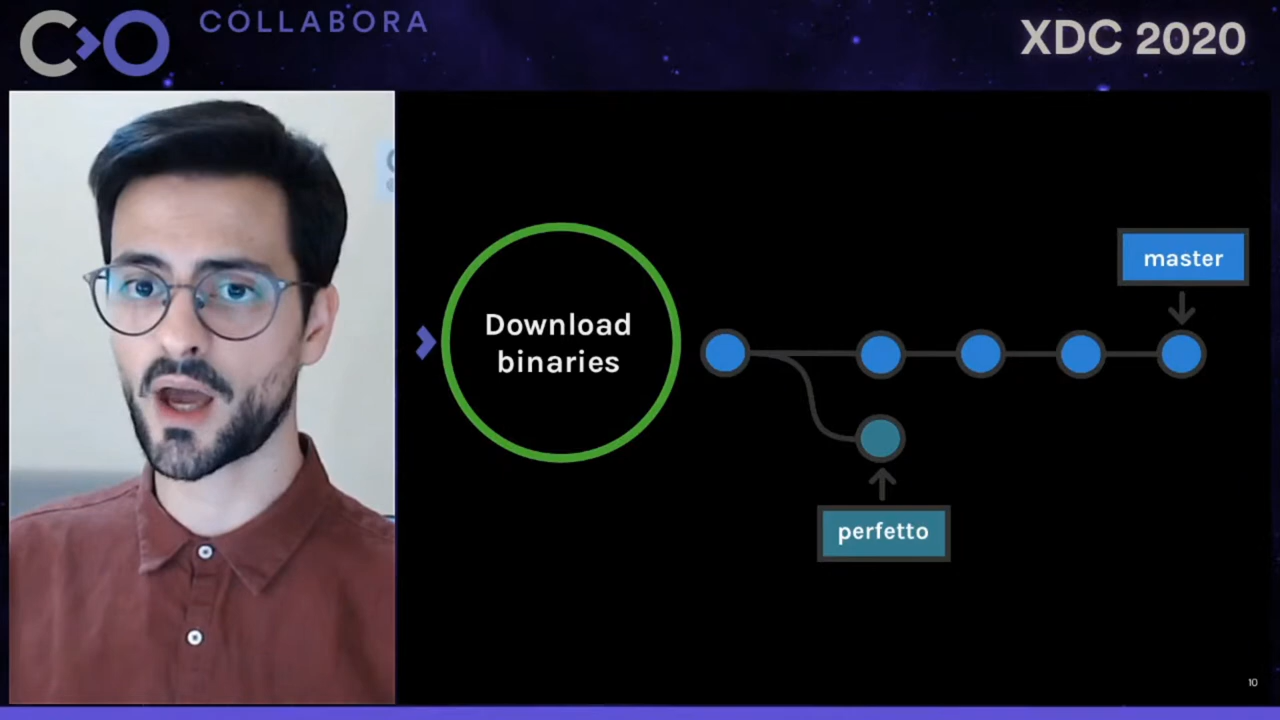 COLLABORA
XDC 2020
Download
binaries
master
perfetto
10